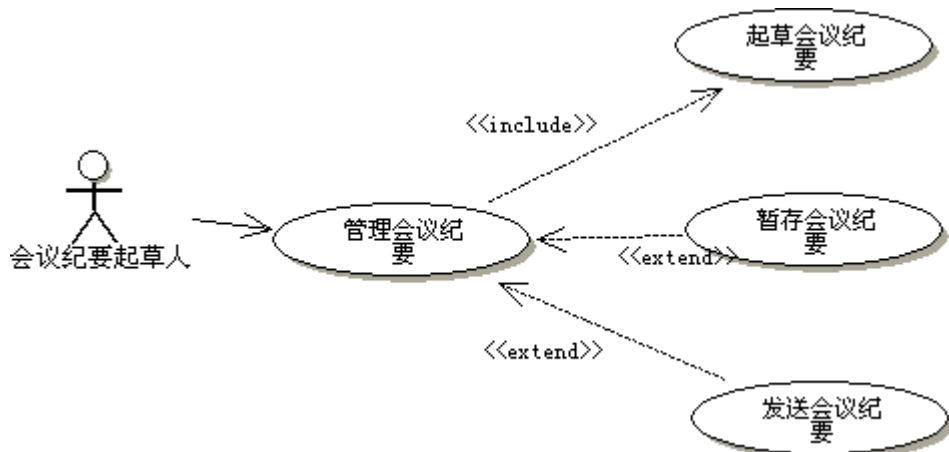 起草会议纪
要
<<include>>
会议纪要起草人
管理会议纪
要
暂存会议纪
要
<<extend>>
<<extend>>
发送会议纪
要